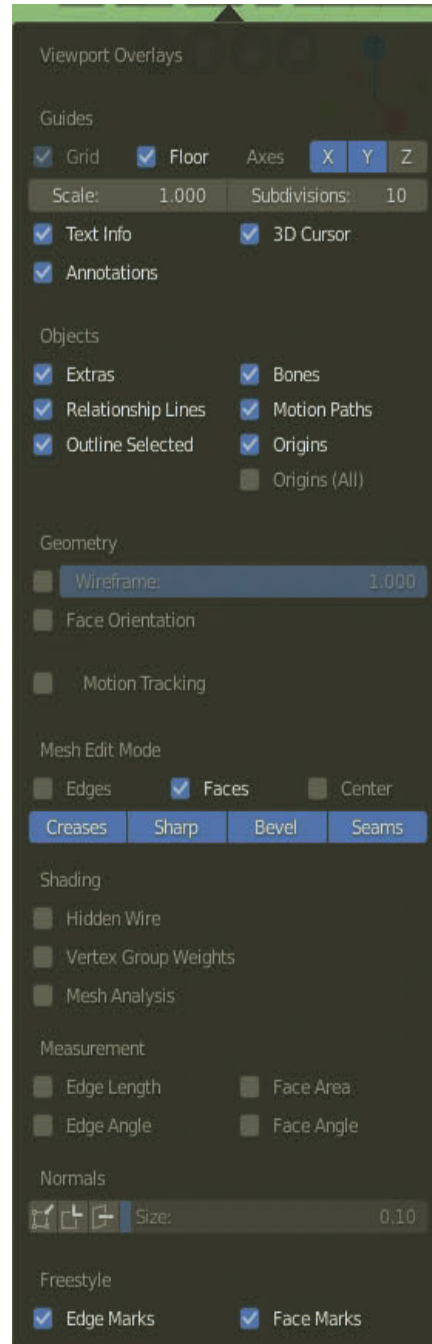 Viewport Overlays
Guides
Grid Floor Axes X Y Z
Scale: 1.000 Subdivisions: 10
Text Info 3D Cursor
Annotations
Objects
Extras Bones
Relationship Lines Motion Paths
Outline Selected Origins
Origins (All)
Geometry
Wireframe: 1.000
Face Orientation
Motion Tracking
Mesh Edit Mode
Edges Faces Center
Creases Sharp Bevel Seams
Shading
Hidden Wire
Vertex Group Weights
Mesh Analysis
Measurement
Edge Length Face Area
Edge Angle Face Angle
Normals
Size: 0.10
Freestyle
Edge Marks Face Marks